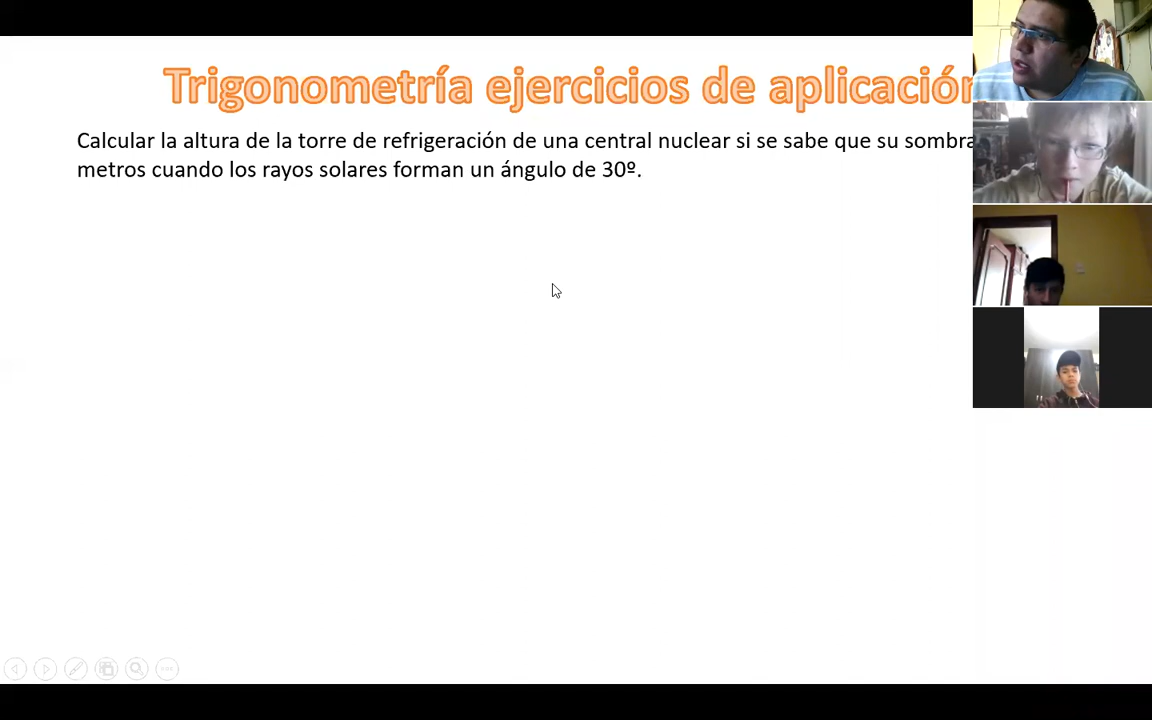 Trigonometría ejercicios de aplicación
Calcular la altura de la torre de refrigeración de una central nuclear si se sabe que su sombra
metros cuando los rayos solares forman un ángulo de 30º.